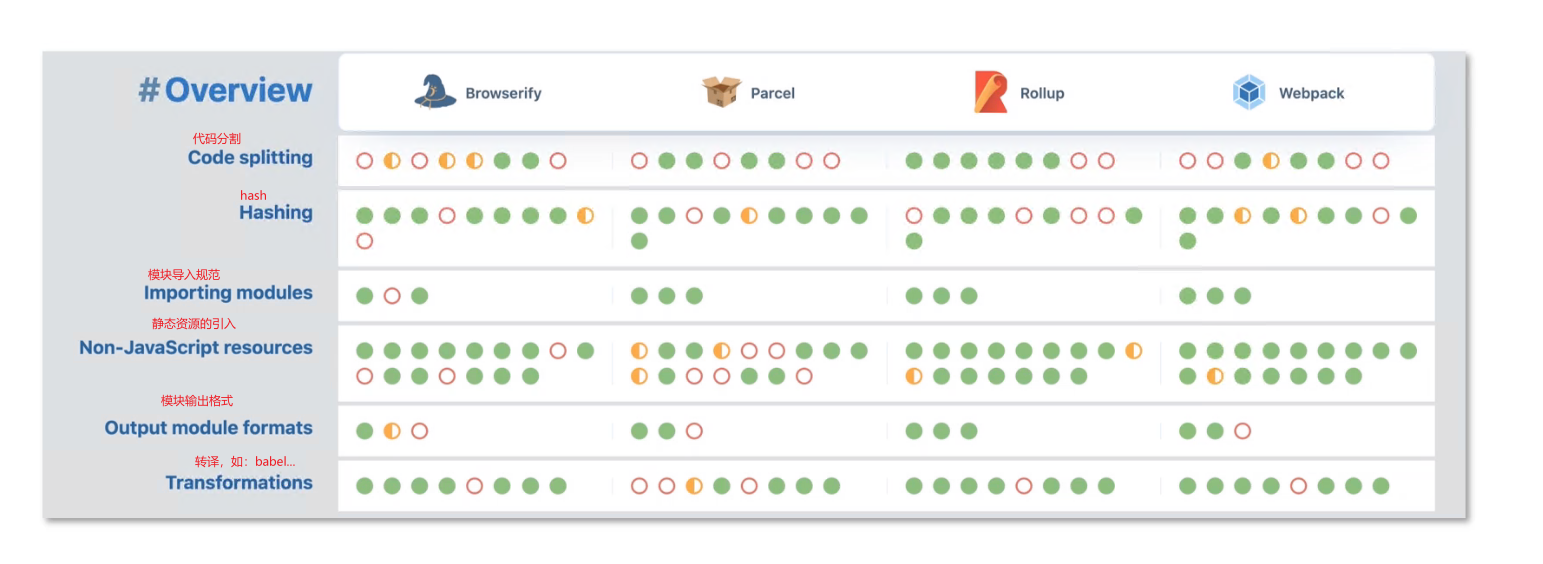 # Overview
Browserify
Parcel
Rollup
Webpack
代码分割
Code splitting
hash
Hashing
模块导入规范
Importing modules
静态资源的引入
Non-JavaScript resources
模块输出格式
Output module formats
转译，如：babel...
Transformations